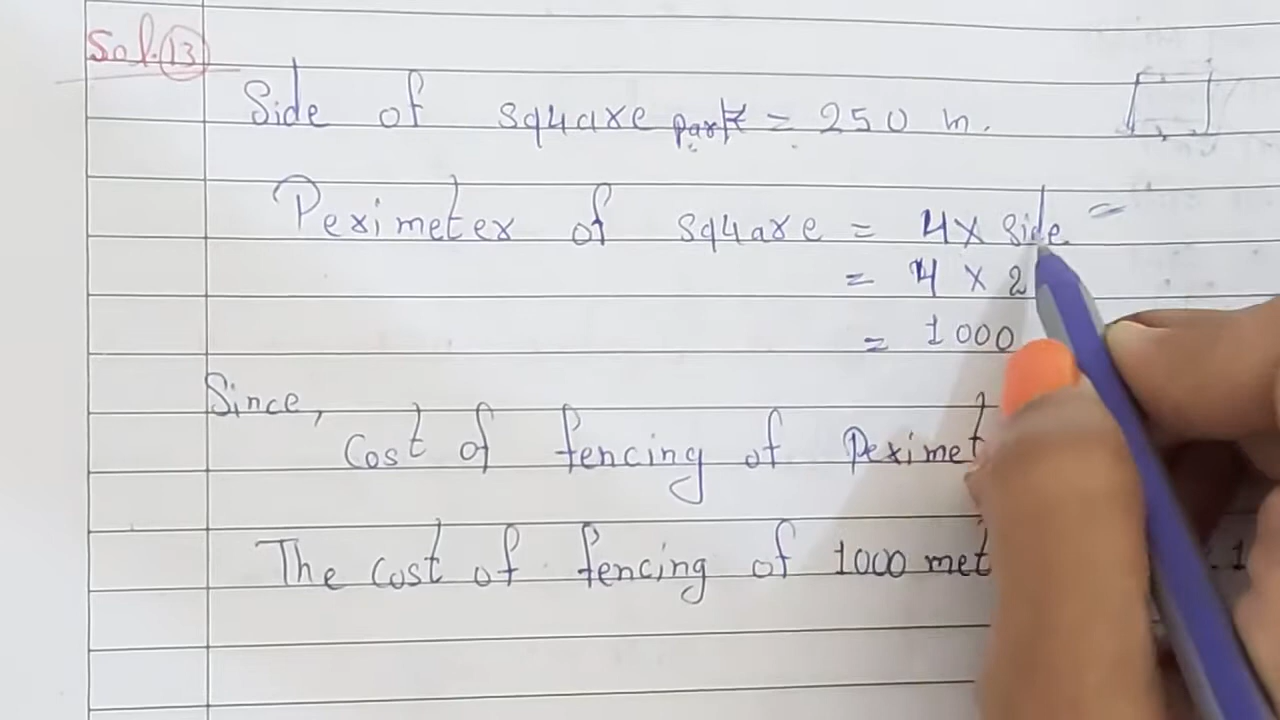 Sol. 13
Side of square park = 250 m.
Perimeter of square = 4 x side =
= 4 x 2
= 1000
Since,
Cost of fencing of Perimet
The cost of fencing of 1000 met